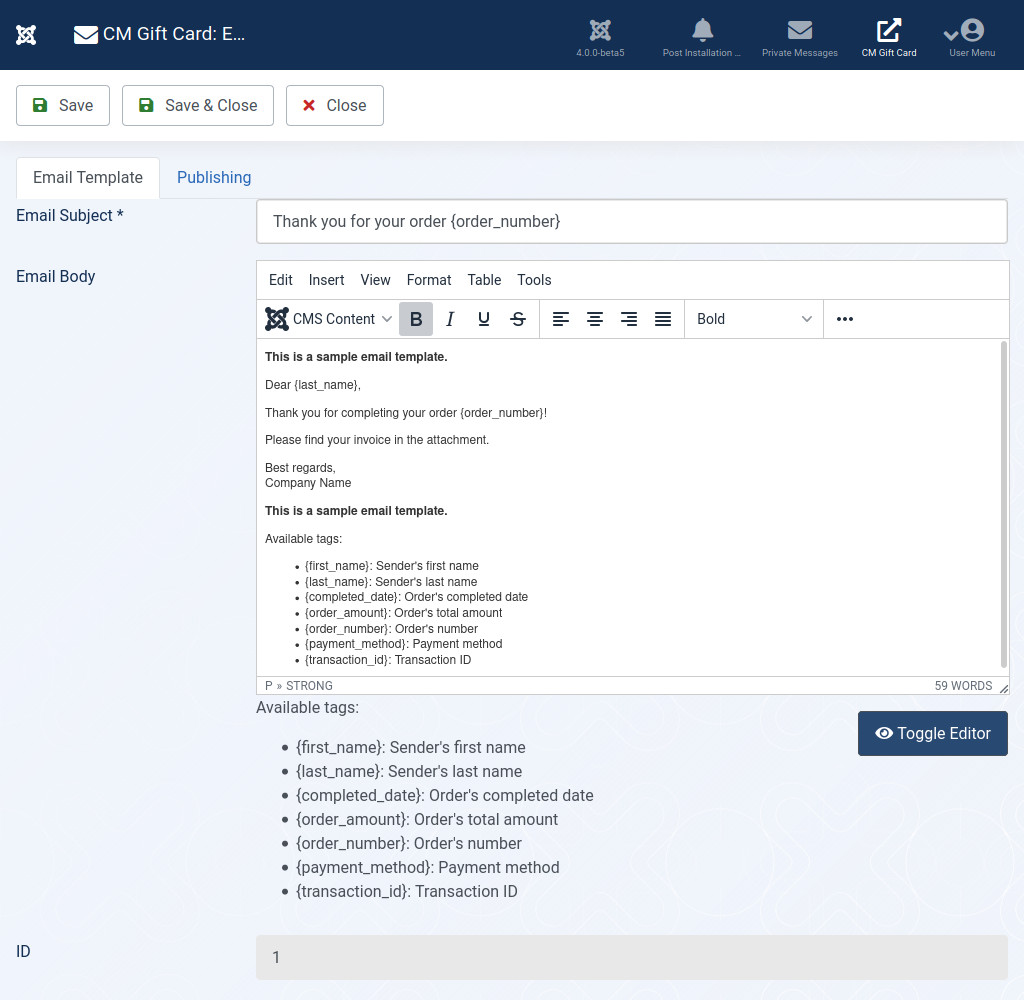 CM Gift Card: E...
4.0.0-beta5
Post Installation ...
Private Messages
CM Gift Card
User Menu
Save
Save & Close
Close
Email Template
Publishing
Email Subject *
Thank you for your order {order_number}
Email Body
Edit Insert View Format Table Tools
CMS Content B I U S Bold
This is a sample email template.
Dear {last_name},
Thank you for completing your order {order_number}!
Please find your invoice in the attachment.
Best regards,
Company Name
This is a sample email template.
Available tags:
• {first_name}: Sender's first name
• {last_name}: Sender's last name
• {completed_date}: Order's completed date
• {order_amount}: Order's total amount
• {order_number}: Order's number
• {payment_method}: Payment method
• {transaction_id}: Transaction ID
P » STRONG
59 WORDS
Available tags:
Toggle Editor
• {first_name}: Sender's first name
• {last_name}: Sender's last name
• {completed_date}: Order's completed date
• {order_amount}: Order's total amount
• {order_number}: Order's number
• {payment_method}: Payment method
• {transaction_id}: Transaction ID
ID
1